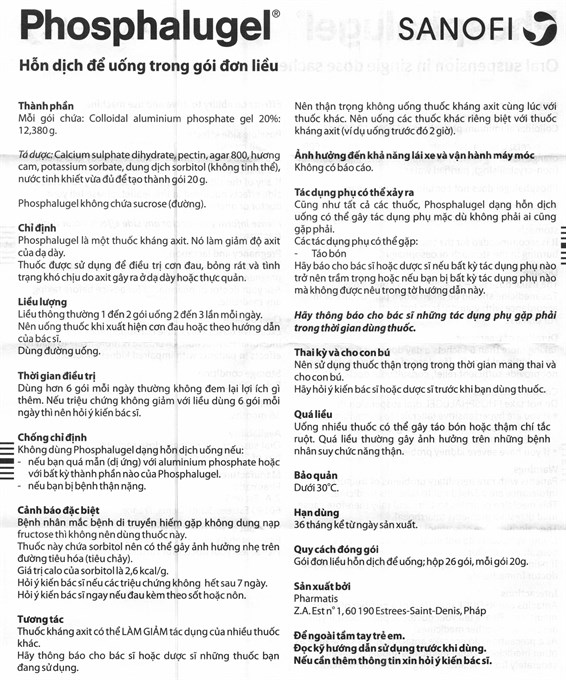 Phosphalugel®
SANOFI
Hỗn dịch để uống trong gói đơn liều
Thành phần
Mỗi gói chứa: Colloidal aluminium phosphate gel 20%:
12,380 g.
Tá dược: Calcium sulphate dihydrate, pectin, agar 800, hương
cam, potassium sorbate, dung dịch sorbitol (không tinh thể),
nước tinh khiết vừa đủ để tạo thành gói 20 g.
Phosphalugel không chứa sucrose (đường).
Chỉ định
Phosphalugel là một thuốc kháng axit. Nó làm giảm độ axit
của dạ dày.
Thuốc được sử dụng để điều trị cơn đau, bỏng rát và tình
trạng khó chịu do axit gây ra ở dạ dày hoặc thực quản.
Liều lượng
Liều thông thường 1 đến 2 gói uống 2 đến 3 lần mỗi ngày.
Nên uống thuốc khi xuất hiện cơn đau hoặc theo hướng dẫn
của bác sĩ.
Dùng đường uống.
Thời gian điều trị
Dùng hơn 6 gói mỗi ngày thường không đem lại lợi ích gì
thêm. Nếu triệu chứng không giảm với liều dùng 6 gói mỗi
ngày thì nên hỏi ý kiến bác sĩ.
Chống chỉ định
Không dùng Phosphalugel dạng hỗn dịch uống nếu:
- nếu bạn quá mẫn (dị ứng) với aluminium phosphate hoặc
với bất kỳ thành phần nào của Phosphalugel.
- nếu bạn bị bệnh thận nặng.
Cảnh báo đặc biệt
Bệnh nhân mắc bệnh di truyền hiếm gặp không dung nạp
fructose thì không nên dùng thuốc này.
Thuốc này chứa sorbitol nên có thể gây ảnh hưởng nhẹ trên
đường tiêu hóa (tiêu chảy).
Giá trị calo của sorbitol là 2,6 kcal/g.
Hỏi ý kiến bác sĩ nếu các triệu chứng không hết sau 7 ngày.
Hỏi ý kiến bác sĩ ngay nếu đau kèm theo sốt hoặc nôn.
Tương tác
Thuốc kháng axit có thể LÀM GIẢM tác dụng của nhiều thuốc
khác.
Hãy thông báo cho bác sĩ hoặc dược sĩ những thuốc bạn
đang sử dụng.
Nên thận trọng không uống thuốc kháng axit cùng lúc với
thuốc khác. Nên uống các thuốc khác riêng biệt với thuốc
kháng axit (ví dụ uống trước đó 2 giờ).
Ảnh hưởng đến khả năng lái xe và vận hành máy móc
Không có báo cáo.
Tác dụng phụ có thể xảy ra
Cũng như tất cả các thuốc, Phosphalugel dạng hỗn dịch
uống có thể gây tác dụng phụ mặc dù không phải ai cũng
gặp phải.
Các tác dụng phụ có thể gặp:
- Táo bón
Hãy báo cho bác sĩ hoặc dược sĩ nếu bất kỳ tác dụng phụ nào
trở nên trầm trọng hoặc nếu bạn bị bất kỳ tác dụng phụ nào
mà không được nêu trong tờ hướng dẫn này.
Hãy thông báo cho bác sĩ những tác dụng phụ gặp phải
trong thời gian dùng thuốc.
Thai kỳ và cho con bú
Nên sử dụng thuốc thận trọng trong thời gian mang thai và
cho con bú.
Hãy hỏi ý kiến bác sĩ hoặc dược sĩ trước khi bạn dùng thuốc.
Quá liều
Uống nhiều thuốc có thể gây táo bón hoặc thậm chí tắc
ruột. Quá liều thường gây ảnh hưởng trên những bệnh
nhân suy chức năng thận.
Bảo quản
Dưới 30°C.
Hạn dùng
36 tháng kể từ ngày sản xuất.
Quy cách đóng gói
Gói đơn liều hỗn dịch để uống; hộp 26 gói, mỗi gói 20g.
Sản xuất bởi
Pharmatis
Z.A. Est n° 1, 60 190 Estrees-Saint-Denis, Pháp
Để ngoài tầm tay trẻ em.
Đọc kỹ hướng dẫn sử dụng trước khi dùng.
Nếu cần thêm thông tin xin hỏi ý kiến bác sĩ.